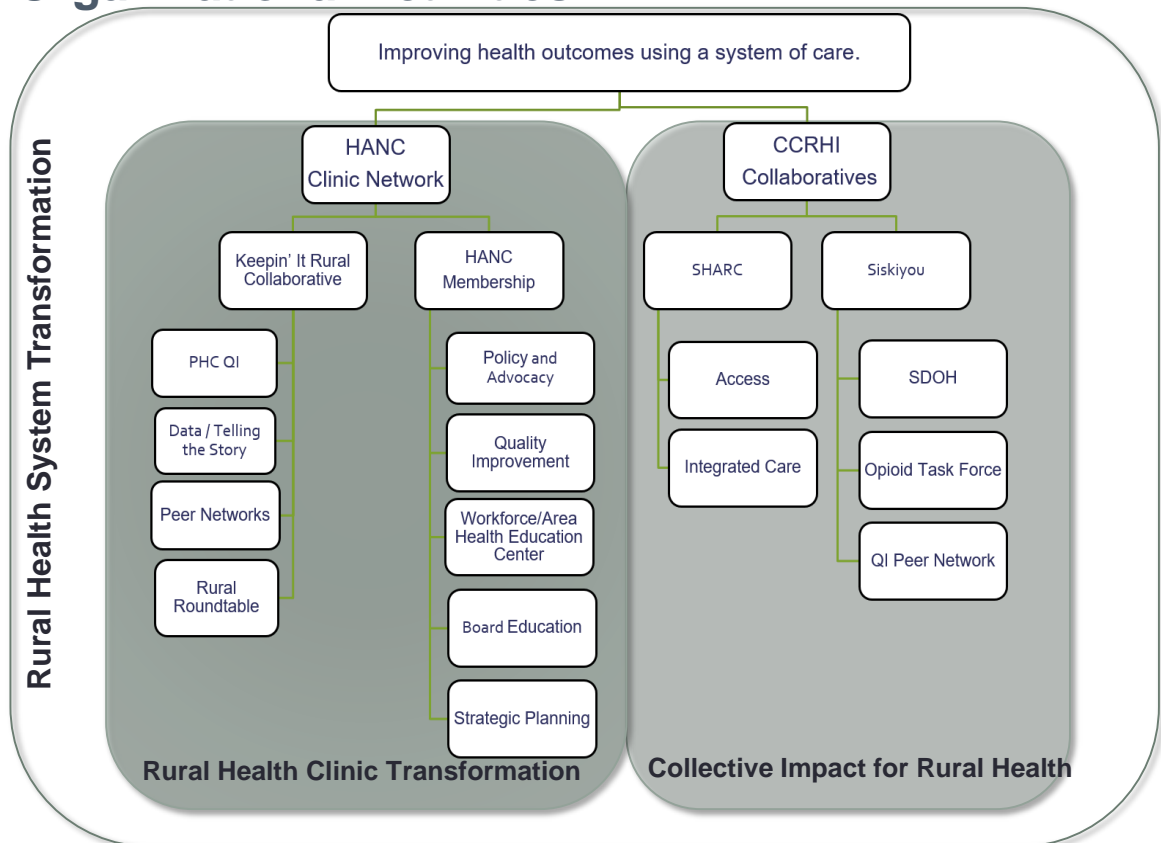 Improving health outcomes using a system of care.
Rural Health System Transformation
HANC
Clinic Network
Keepin' It Rural
Collaborative
PHC QI
Data / Telling
the Story
Peer Networks
Rural
Roundtable
HANC
Membership
Policy and
Advocacy
Quality
Improvement
Workforce/Area
Health Education
Center
Board Education
Strategic Planning
Rural Health Clinic Transformation
CCRHI
Collaboratives
SHARC
Access
Integrated Care
Siskiyou
SDOH
Opioid Task Force
QI Peer Network
Collective Impact for Rural Health